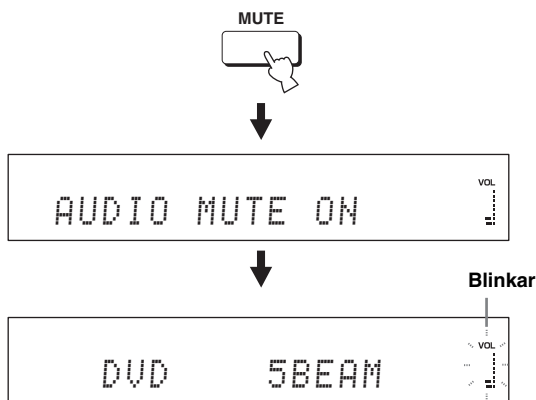 MUTE
VOL
AUDIO MUTE ON
Blinkar
VOL
DVD 5BEAM